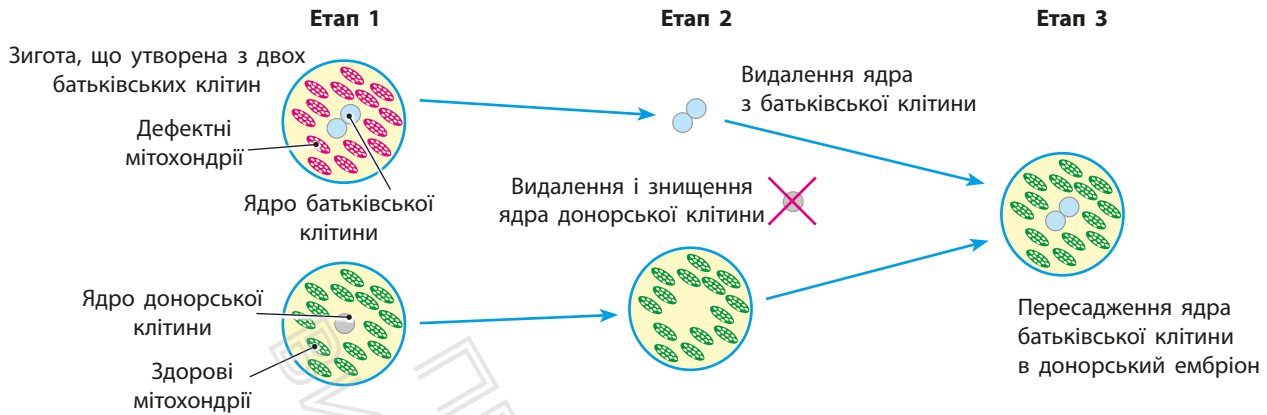 Етап 1
Етап 2
Етап 3
Зигота, що утворена з двох
батьківських клітин
Дефектні
мітохондрії
Ядро батьківської
клітини
Видалення ядра
з батьківської клітини
Видалення і знищення
ядра донорської клітини
Ядро донорської
клітини
Здорові
мітохондрії
Пересадження ядра
батьківської клітини
в донорський ембріон